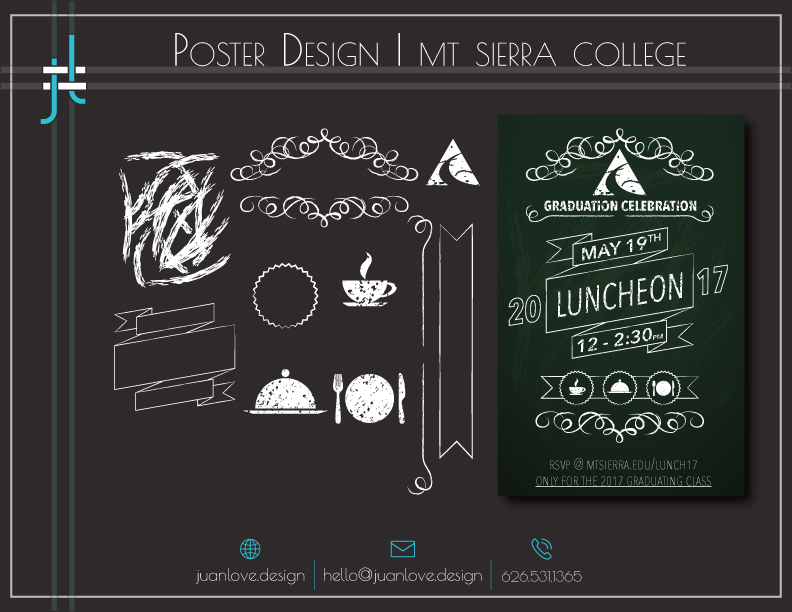 jt
POSTER DESIGN | MT SIERRA COLLEGE
GRADUATION CELEBRATION
MAY 19TH
20 LUNCHEON 17
12 - 2:30PM
RSVP @ MTSIERRA.EDU/LUNCH17
ONLY FOR THE 2017 GRADUATING CLASS
juanlove.design | hello@juanlove.design | 626.531.1365